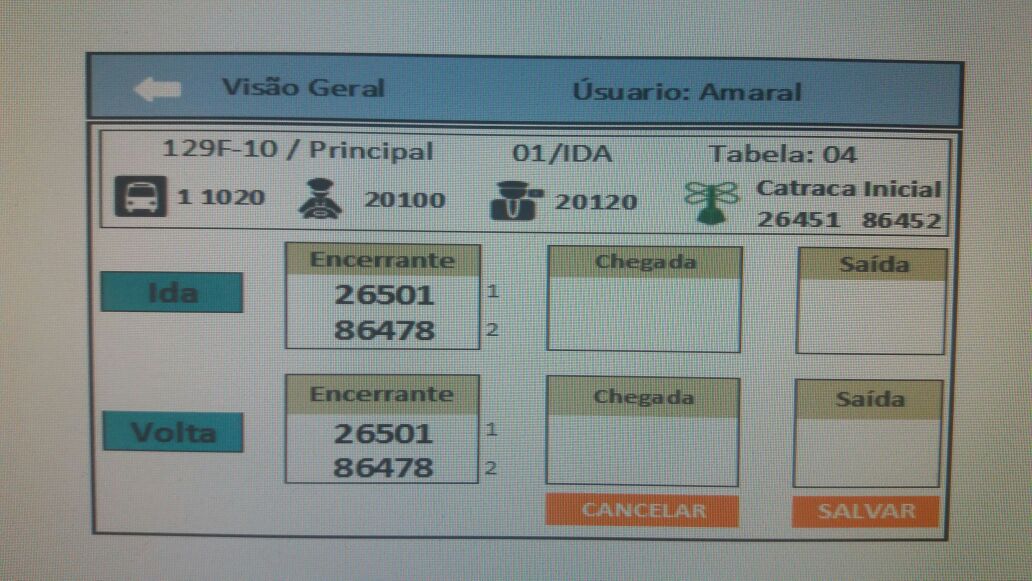 Visão Geral Úsuario: Amaral
129F-10 / Principal 01/IDA Tabela: 04
1 1020 20100 20120 Catraca Inicial
26451 86452
Encerrante Chegada Saída
Ida 26501 1
86478 2
Encerrante Chegada Saída
Volta 26501 1
86478 2
CANCELAR SALVAR